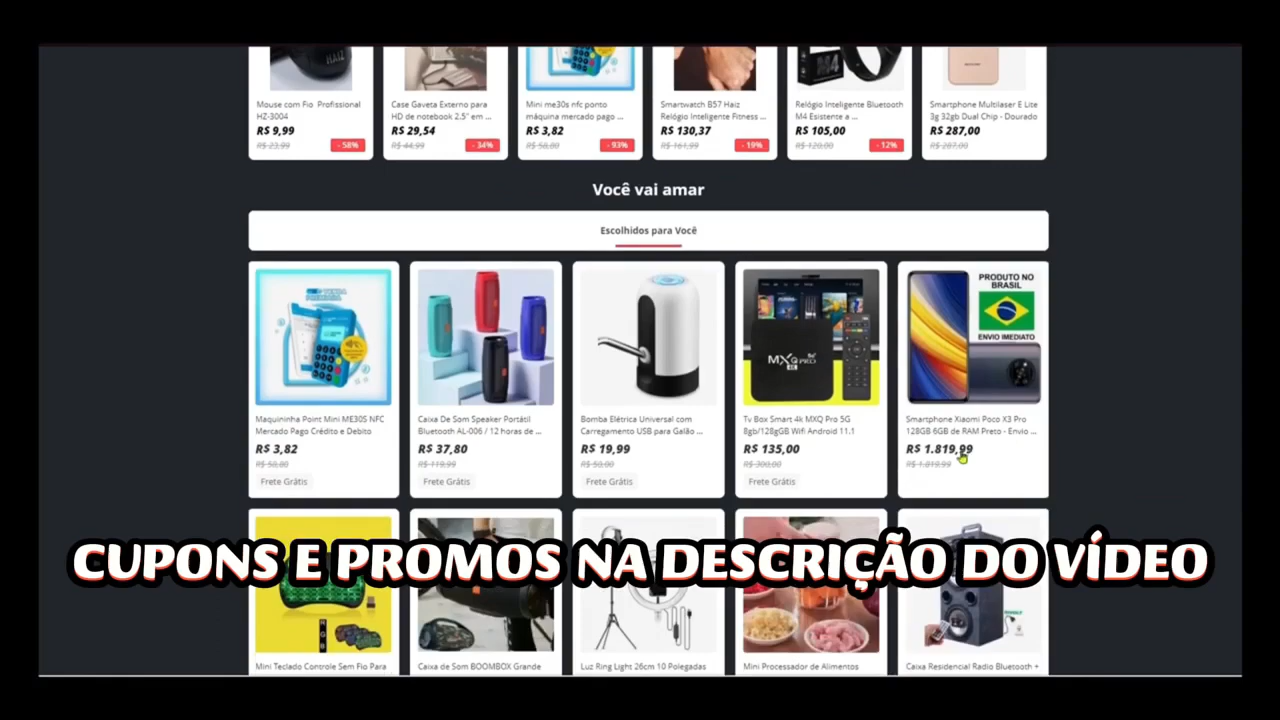 Mouse com Fio Profissional
HZ-3004
R$ 9,99
R$ 23,99
- 58%
Case Gaveta Externo para
HD de notebook 2.5" em ...
R$ 29,54
R$ 44,99
- 34%
Mini me30s nfc ponto
máquina mercado pago ...
R$ 3,82
R$ 58,80
- 93%
Smartwatch B57 Haiz
Relógio Inteligente Fitness ...
R$ 130,37
R$ 161,99
- 19%
Relógio Inteligente Bluetooth
M4 Esistente a ...
R$ 105,00
R$ 120,00
- 12%
Smartphone Multilaser E Lite
3g 32gb Dual Chip - Dourado
R$ 287,00
R$ 287,00
HAIZ
M4
Você vai amar
Escolhidos para Você
Maquininha Point Mini ME30S NFC
Mercado Pago Crédito e Debito
R$ 3,82
R$ 58,80
Frete Grátis
Caixa De Som Speaker Portátil
Bluetooth AL-006 / 12 horas de ...
R$ 37,80
R$ 119,99
Frete Grátis
Bomba Elétrica Universal com
Carregamento USB para Galão ...
R$ 19,99
R$ 50,00
Frete Grátis
MXQ PRO
4K
Tv Box Smart 4k MXQ Pro 5G
8gb/128gGB Wifi Android 11.1
R$ 135,00
R$ 300,00
Frete Grátis
PRODUTO NO
BRASIL
ENVIO IMEDIATO
Smartphone Xiaomi Poco X3 Pro
128GB 6GB de RAM Preto - Envio ...
R$ 1.819,99
R$ 1.819,99
CUPONS E PROMOS NA DESCRIÇÃO DO VÍDEO
Mini Teclado Controle Sem Fio Para
Caixa de Som BOOMBOX Grande
Luz Ring Light 26cm 10 Polegadas
Mini Processador de Alimentos
Caixa Residencial Radio Bluetooth +